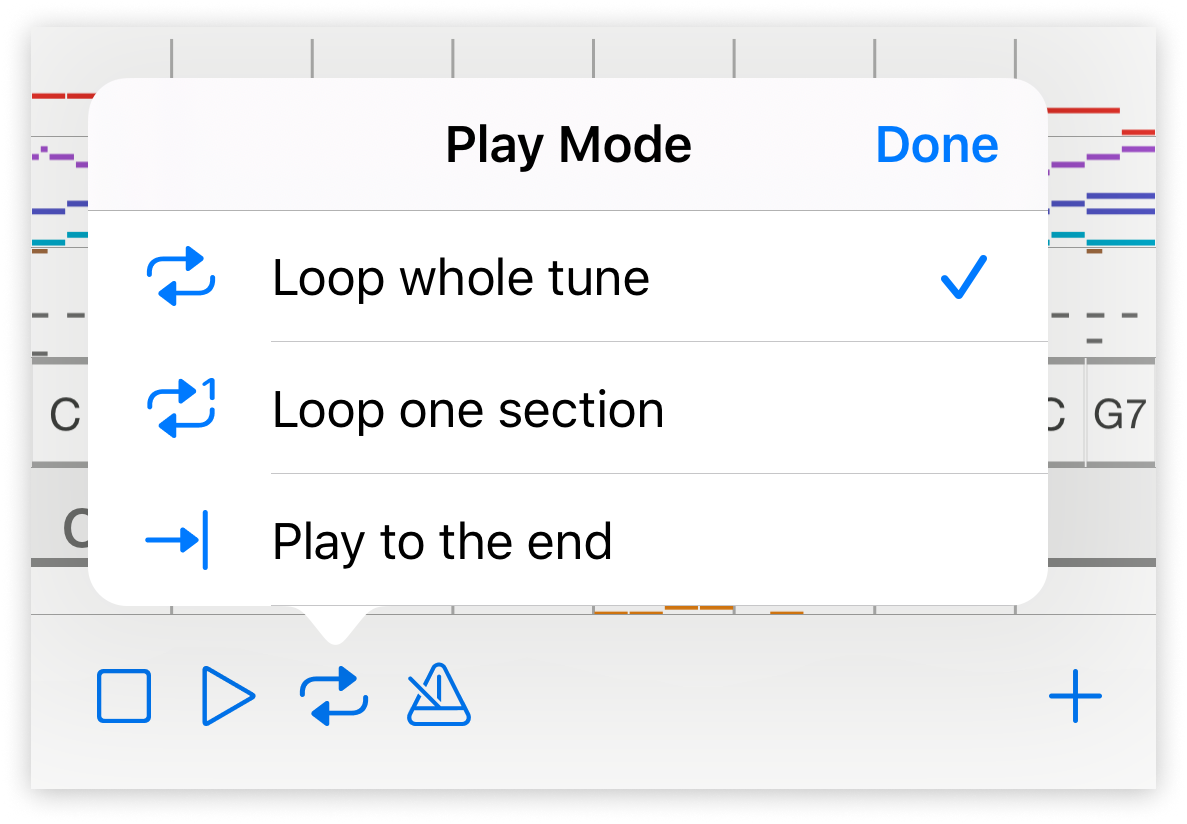 Play Mode Done
Loop whole tune
Loop one section
Play to the end
C G7